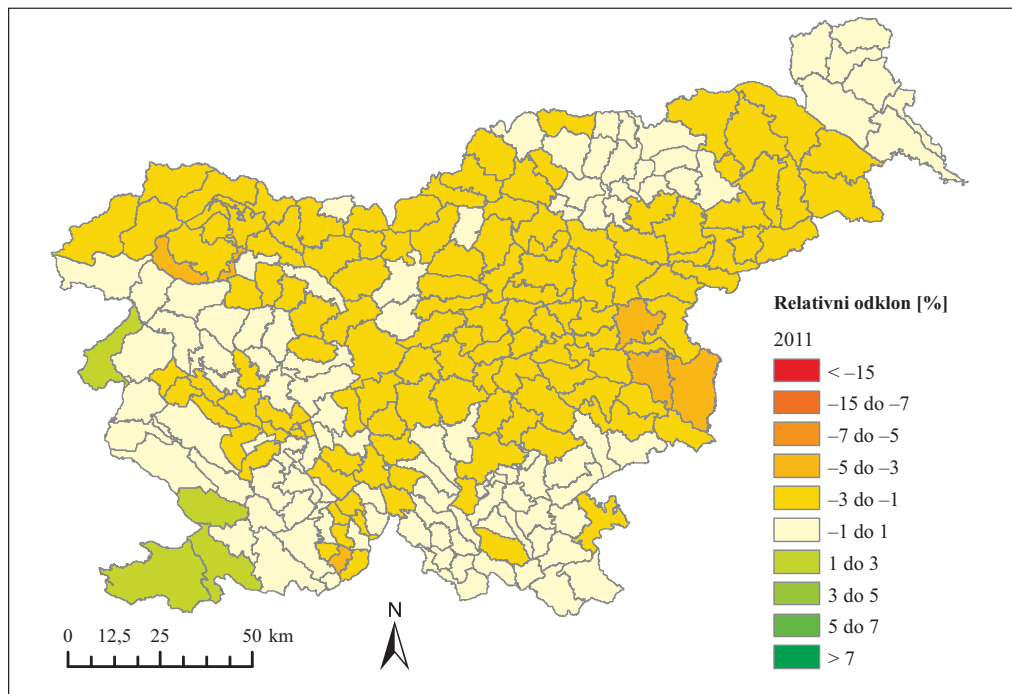 Relativni odklon [%]
2011
< –15
–15 do –7
–7 do –5
–5 do –3
–3 do –1
–1 do 1
1 do 3
3 do 5
5 do 7
> 7
N
0 12,5 25 50 km